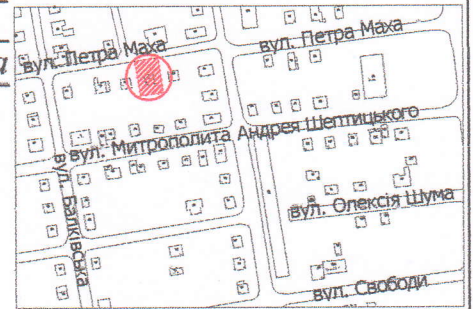 вул. Петра Маха
вул. Петра Маха
вул. Митрополита Андрея Шептицького
вул. Балківська
вул. Олексія Шума
вул. Свободи